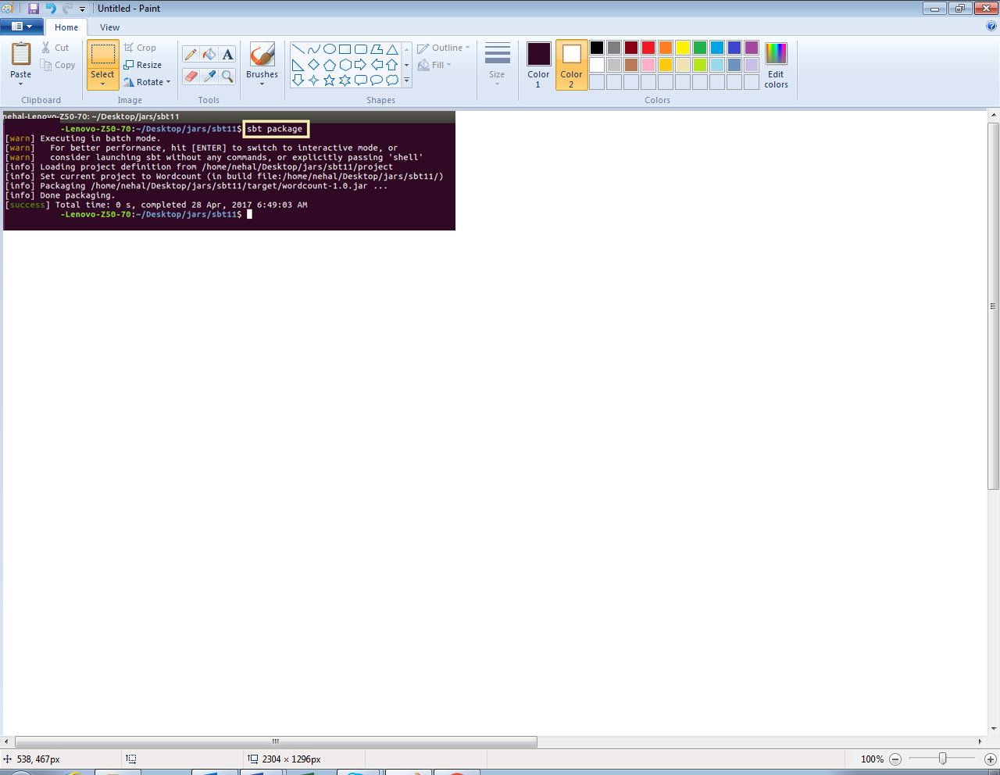 Untitled - Paint
Home View
Paste
Cut
Copy
Clipboard
Select
Crop
Resize
Rotate
Image
A
Tools
Brushes
Outline
Fill
Shapes
Size
Color 1
Color 2
Edit colors
Colors
nehal-Lenovo-Z50-70: ~/Desktop/jars/sbt11
-Lenovo-Z50-70:~/Desktop/jars/sbt11$ sbt package
[warn] Executing in batch mode.
[warn]   For better performance, hit [ENTER] to switch to interactive mode, or
[warn]   consider launching sbt without any commands, or explicitly passing 'shell'
[info] Loading project definition from /home/nehal/Desktop/jars/sbt11/project
[info] Set current project to Wordcount (in build file:/home/nehal/Desktop/jars/sbt11/)
[info] Packaging /home/nehal/Desktop/jars/sbt11/target/wordcount-1.0.jar ...
[info] Done packaging.
[success] Total time: 0 s, completed 28 Apr, 2017 6:49:03 AM
-Lenovo-Z50-70:~/Desktop/jars/sbt11$
538, 467px
2304 × 1296px
100%